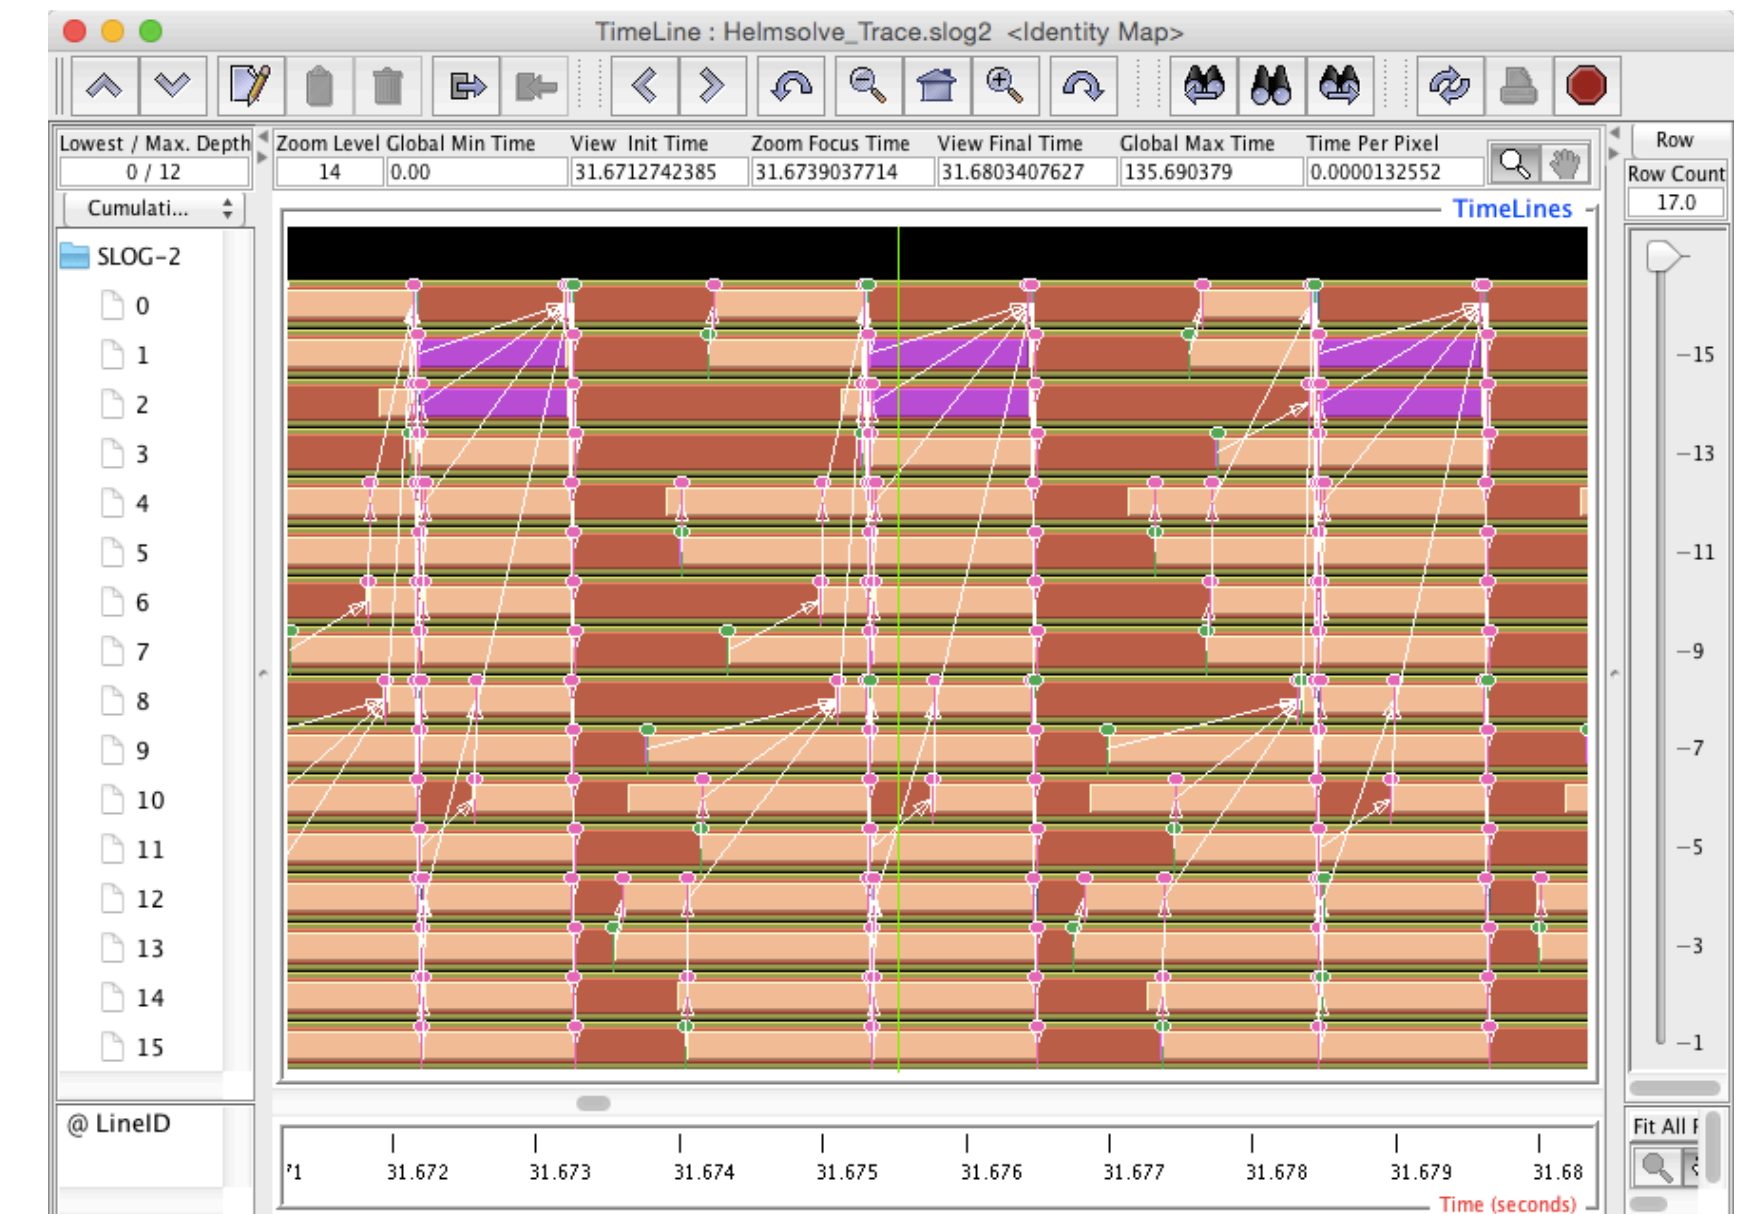 TimeLine : Helmsolve_Trace.slog2 <Identity Map>
Lowest / Max. Depth Zoom Level Global Min Time View Init Time Zoom Focus Time View Final Time Global Max Time Time Per Pixel Row
0 / 12 14 0.00 31.6712742385 31.6739037714 31.6803407627 135.690379 0.0000132552 Row Count
Cumulati... TimeLines 17.0
SLOG-2
0
1 15
2
3 13
4
5 11
6
7 9
8
9 7
10
11 5
12
13 3
14
15 1
@ LineID Fit All
'1 31.672 31.673 31.674 31.675 31.676 31.677 31.678 31.679 31.68
Time (seconds)